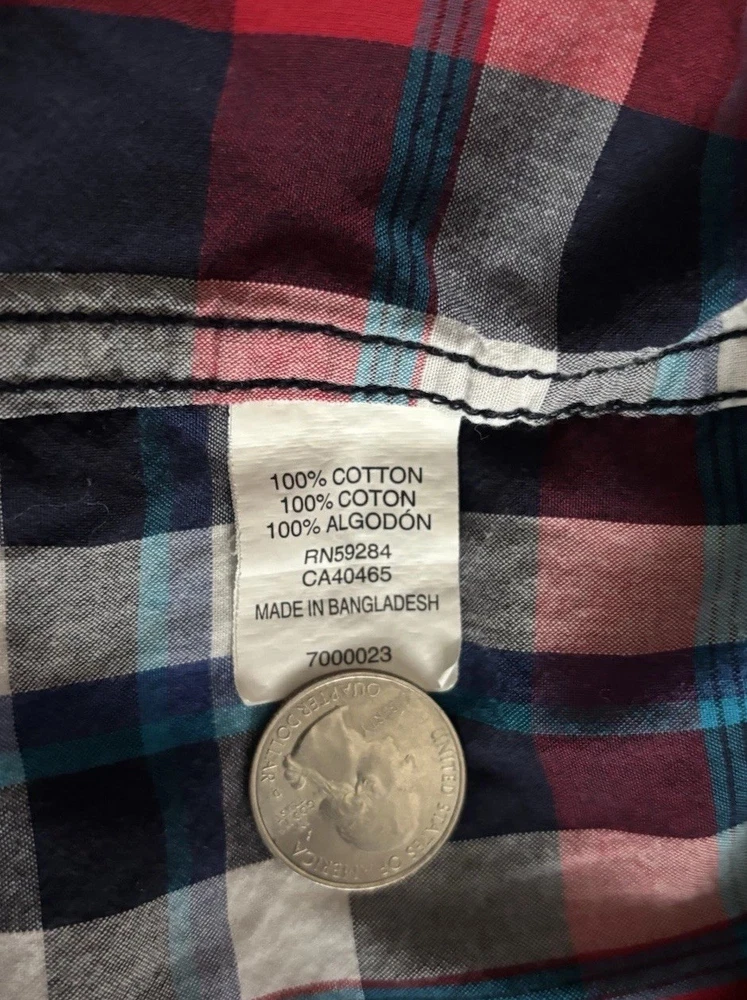 100% COTTON
100% COTON
100% ALGODÓN
RN59284
CA40465
MADE IN BANGLADESH
7000023
UNITED STATES OF AMERICA
QUARTER DOLLAR